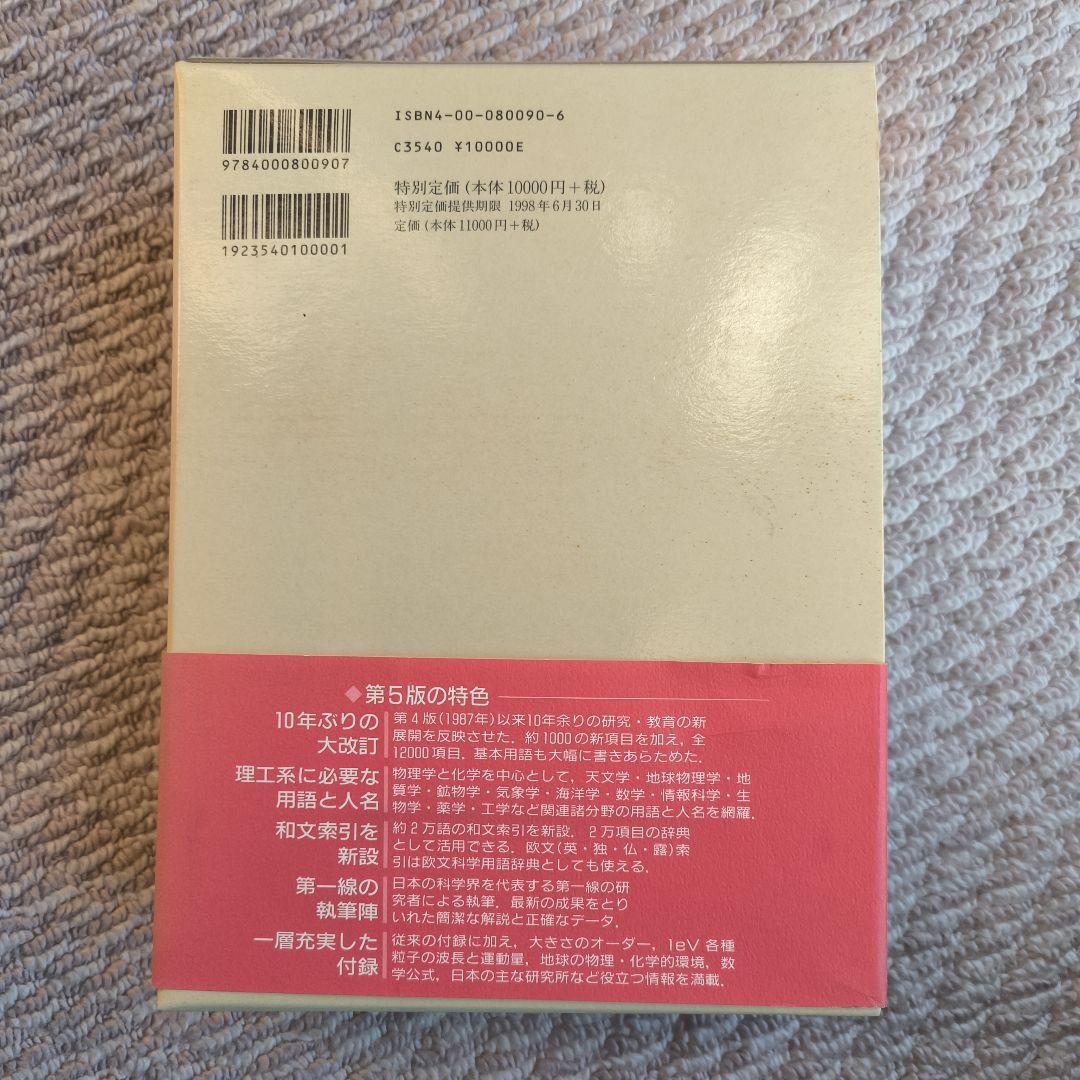 9784000800907
1923540100001
ISBN4-00-080090-6
C3540 ¥10000E
特別定価(本体10000円+税)
特別定価提供期限 1998年6月30日
定価(本体11000円+税)
◆第5版の特色
10年ぶりの
大改訂
第4版(1987年)以来10年余りの研究・教育の新
展開を反映させた.約1000の新項目を加え,全
12000項目.基本用語も大幅に書きあらためた.
理工系に必要な
用語と人名
物理学と化学を中心として,天文学・地球物理学・地
質学・鉱物学・気象学・海洋学・数学・情報科学・生
物学・薬学・工学など関連諸分野の用語と人名を網羅.
和文索引を
新設
約2万語の和文索引を新設.2万項目の辞典
として活用できる.欧文(英・独・仏・露)索
引は欧文科学用語辞典としても使える.
第一線の
執筆陣
日本の科学界を代表する第一線の研
究者による執筆.最新の成果をとり
いれた簡潔な解説と正確なデータ.
一層充実した
付録
従来の付録に加え,大きさのオーダー,1eV各種
粒子の波長と運動量,地球の物理・化学的環境,数
学公式,日本の主な研究所など役立つ情報を満載.